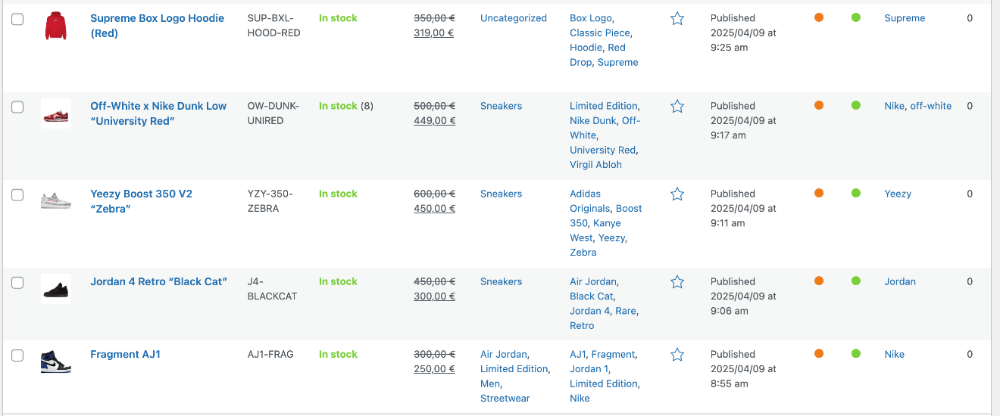 Supreme Box Logo Hoodie (Red)
SUP-BXL-HOOD-RED
In stock
350,00 €
319,00 €
Uncategorized
Box Logo,
Classic Piece,
Hoodie, Red
Drop, Supreme
Published
2025/04/09 at
9:25 am
Supreme
0
Off-White x Nike Dunk Low
“University Red”
OW-DUNK-
UNIRED
In stock (8)
500,00 €
449,00 €
Sneakers
Limited Edition,
Nike Dunk, Off-
White,
University Red,
Virgil Abloh
Published
2025/04/09 at
9:17 am
Nike, off-white
0
Yeezy Boost 350 V2
“Zebra”
YZY-350-
ZEBRA
In stock
600,00 €
450,00 €
Sneakers
Adidas
Originals, Boost
350, Kanye
West, Yeezy,
Zebra
Published
2025/04/09 at
9:11 am
Yeezy
0
Jordan 4 Retro “Black Cat”
J4-
BLACKCAT
In stock
450,00 €
300,00 €
Sneakers
Air Jordan,
Black Cat,
Jordan 4, Rare,
Retro
Published
2025/04/09 at
9:06 am
Jordan
0
Fragment AJ1
AJ1-FRAG
In stock
300,00 €
250,00 €
Air Jordan,
Limited Edition,
Men,
Streetwear
AJ1, Fragment,
Jordan 1,
Limited Edition,
Nike
Published
2025/04/09 at
8:55 am
Nike
0